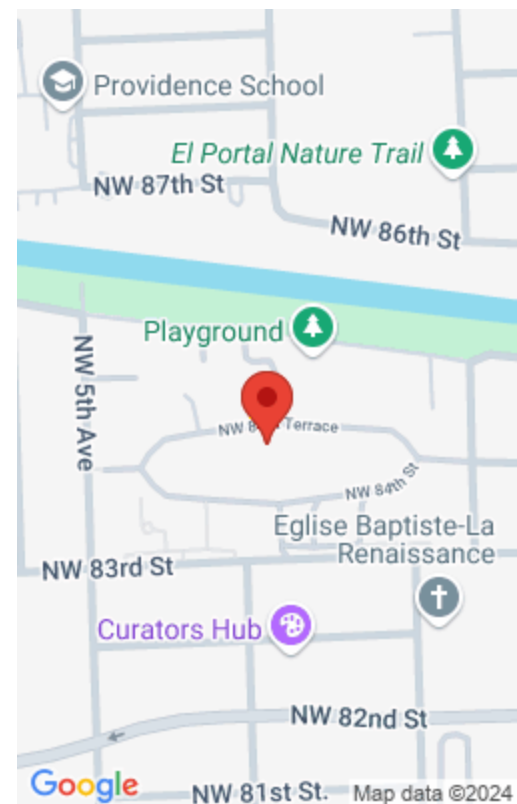 Providence School
El Portal Nature Trail
NW 87th St
NW 86th St
Playground
NW 5th Ave
NW Terrace
NW 84th St
Eglise Baptiste-La
Renaissance
NW 83rd St
Curators Hub
NW 82nd St
Google
NW 81st St.
Map data ©2024